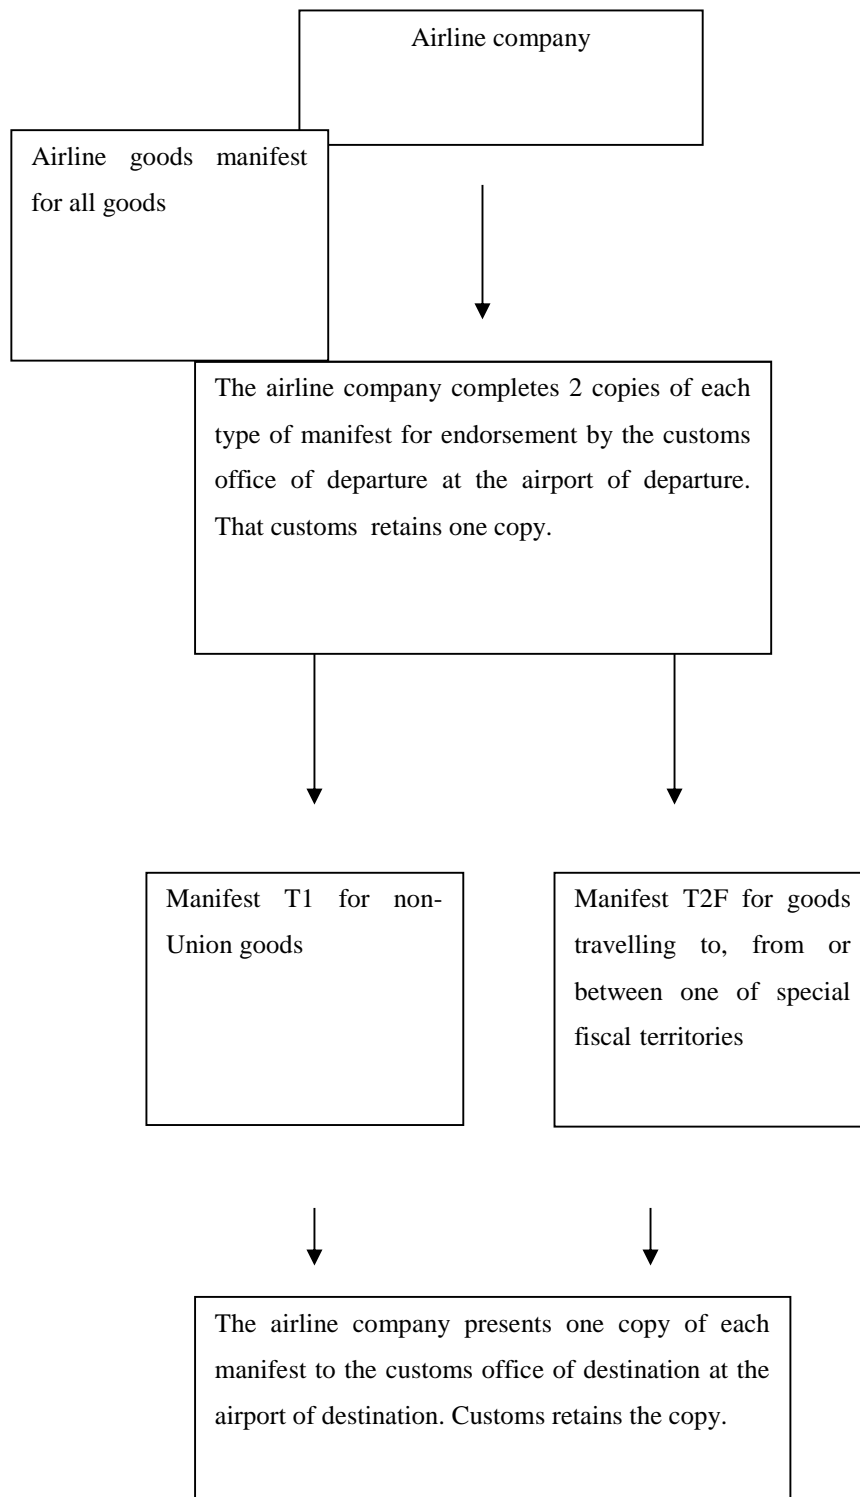 Airline company
Airline goods manifest
for all goods
The airline company completes 2 copies of each
type of manifest for endorsement by the customs
office of departure at the airport of departure.
That customs  retains one copy.
Manifest T1 for non-
Union goods
Manifest T2F for goods
travelling to, from or
between one of special
fiscal territories
The airline company presents one copy of each
manifest to the customs office of destination at the
airport of destination. Customs retains the copy.